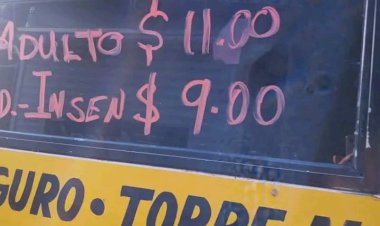 ADULTO $ 11.00
D.-INSEN $ 9.00
GURO · TORRE